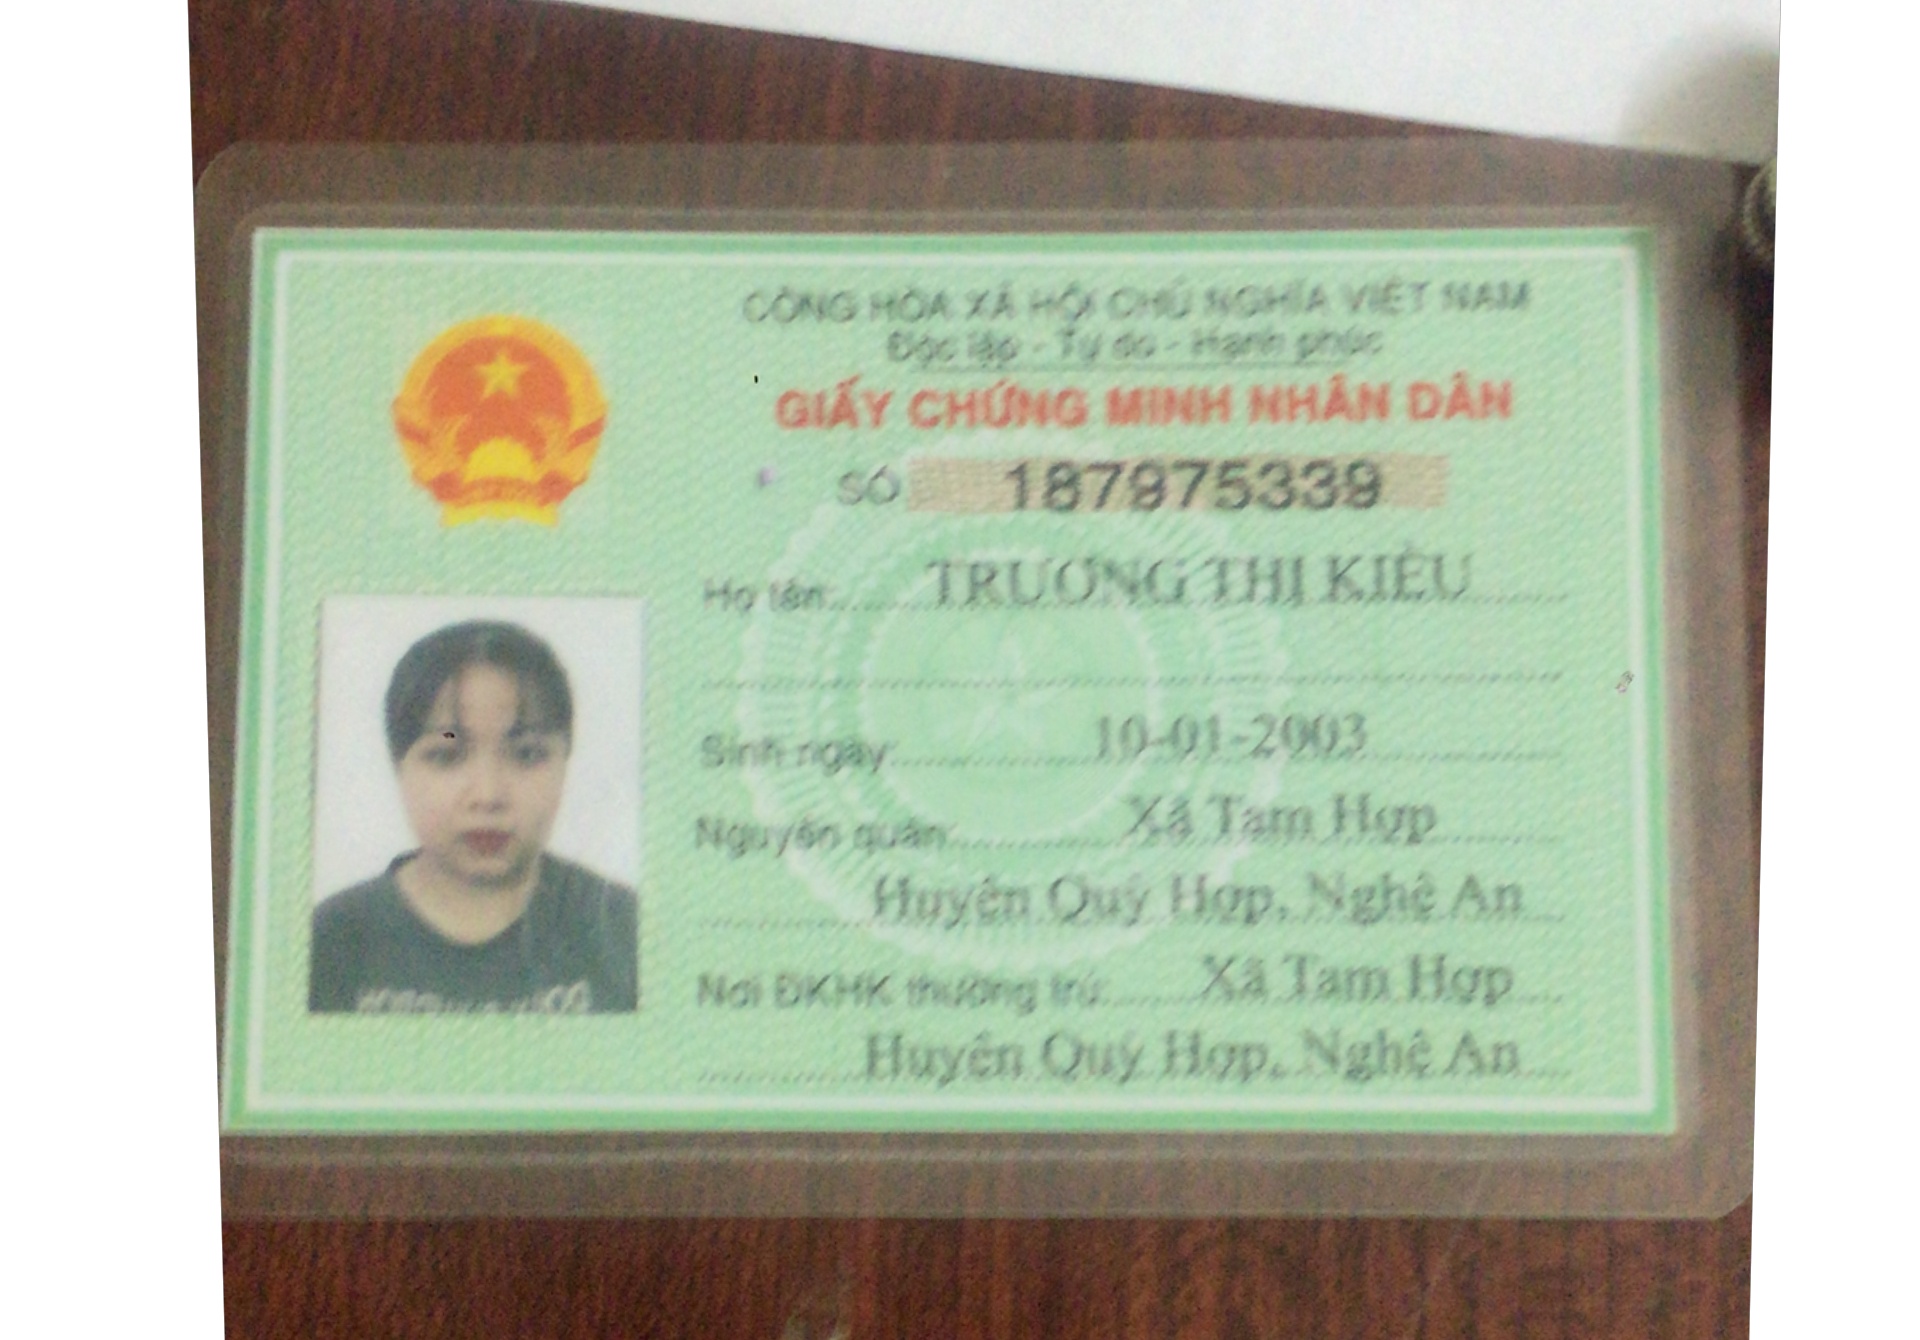 CỘNG HÒA XÃ HỘI CHỦ NGHĨA VIỆT NAM
Độc lập - Tự do - Hạnh phúc
GIẤY CHỨNG MINH NHÂN DÂN
SỐ 187975339
Họ tên: TRƯƠNG THỊ KIỀU
Sinh ngày: 10-01-2003
Nguyên quán: Xã Tam Hợp
Huyện Quỳ Hợp, Nghệ An
Nơi ĐKHK thường trú: Xã Tam Hợp
Huyện Quỳ Hợp, Nghệ An